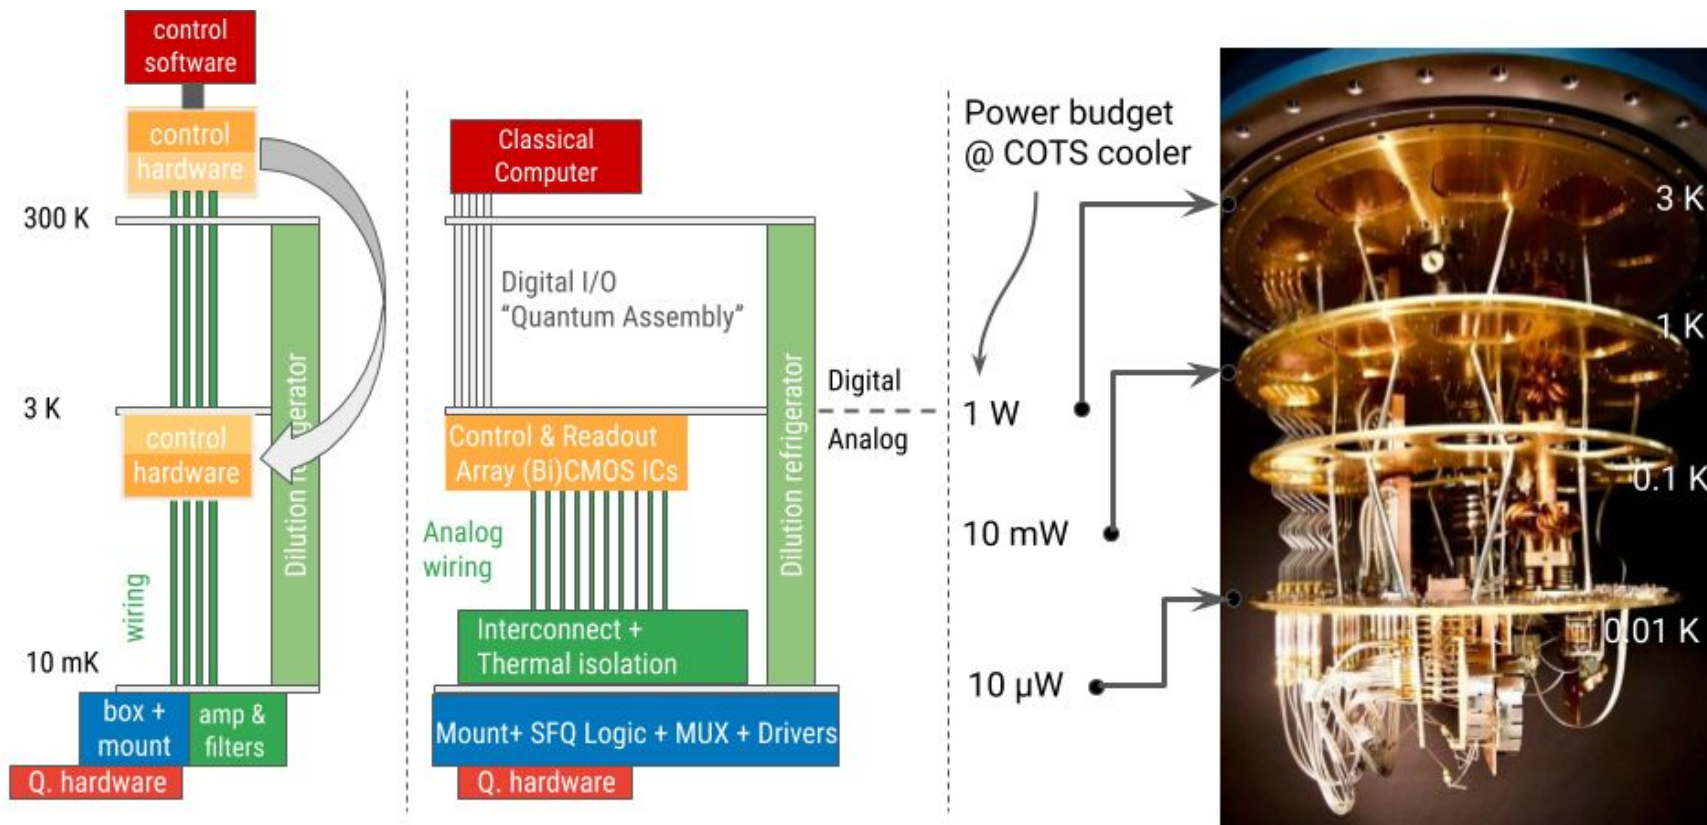 control
software
control
hardware
300 K
3 K
control
hardware
Dilution refrigerator
wiring
10 mK
box +
mount
amp &
filters
Q. hardware
Classical
Computer
Digital I/O
“Quantum Assembly”
Control & Readout
Array (Bi)CMOS ICs
Analog
wiring
Dilution refrigerator
Interconnect +
Thermal isolation
Mount+ SFQ Logic + MUX + Drivers
Q. hardware
Digital
Analog
Power budget
@ COTS cooler
1 W
10 mW
10 µW
3 K
1 K
0.1 K
0.01 K